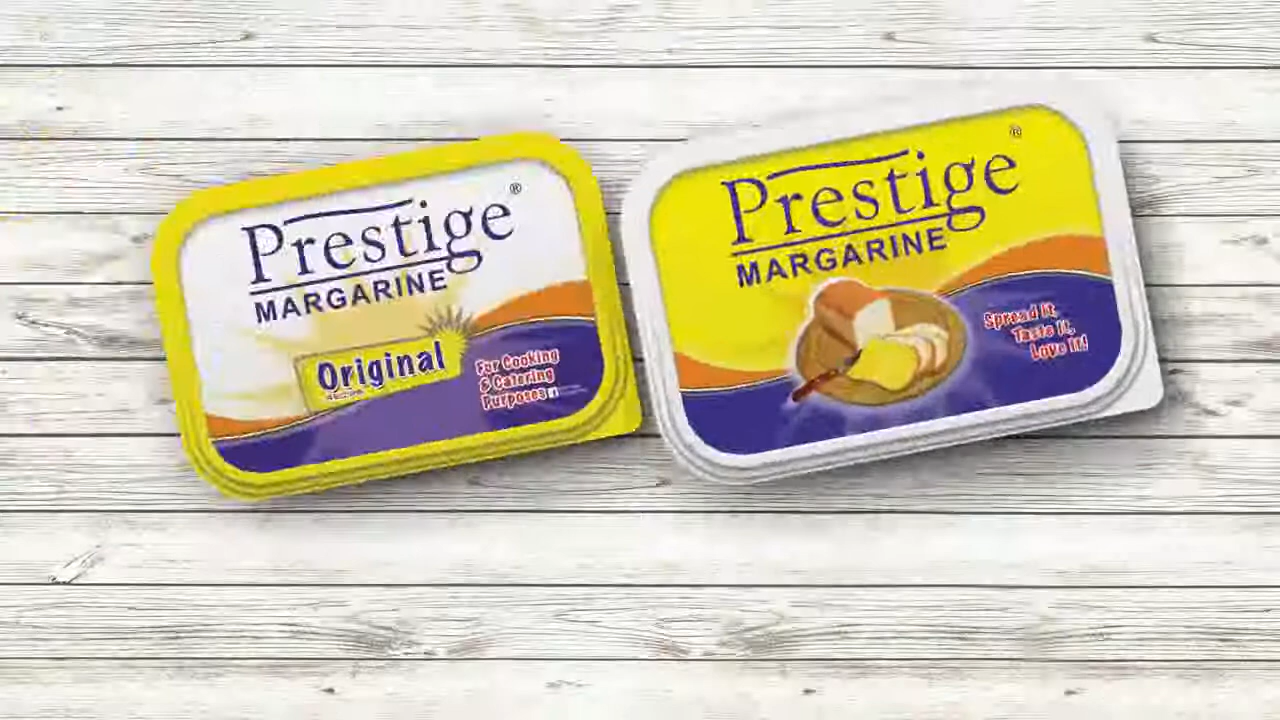 Prestige®
MARGARINE
Original
For Cooking
& Catering
Purposes
Prestige®
MARGARINE
Spread It,
Taste It,
Love It!